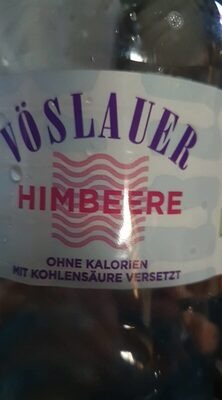 VÖSLAUER
HIMBEERE
OHNE KALORIEN
MIT KOHLENSÄURE VERSETZT